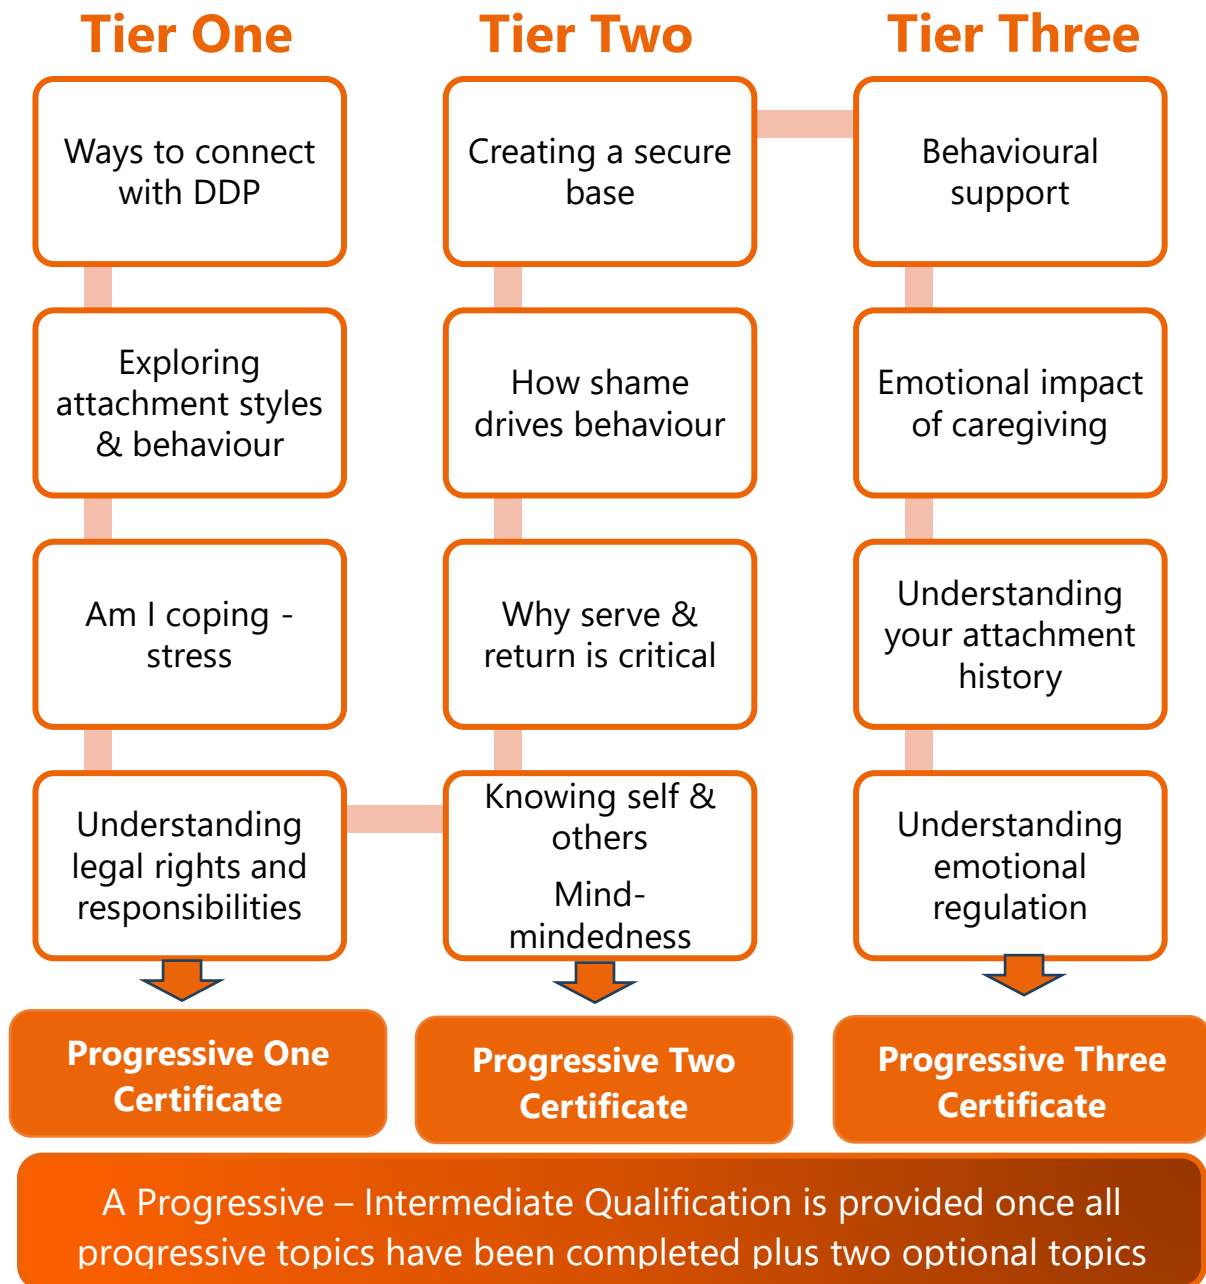 Tier One
Tier Two
Tier Three
Ways to connect
with DDP
Creating a secure
base
Behavioural
support
Exploring
attachment styles
& behaviour
How shame
drives behaviour
Emotional impact
of caregiving
Am I coping -
stress
Why serve &
return is critical
Understanding
your attachment
history
Understanding
legal rights and
responsibilities
Knowing self &
others
Mind-
mindedness
Understanding
emotional
regulation
Progressive One
Certificate
Progressive Two
Certificate
Progressive Three
Certificate
A Progressive – Intermediate Qualification is provided once all
progressive topics have been completed plus two optional topics